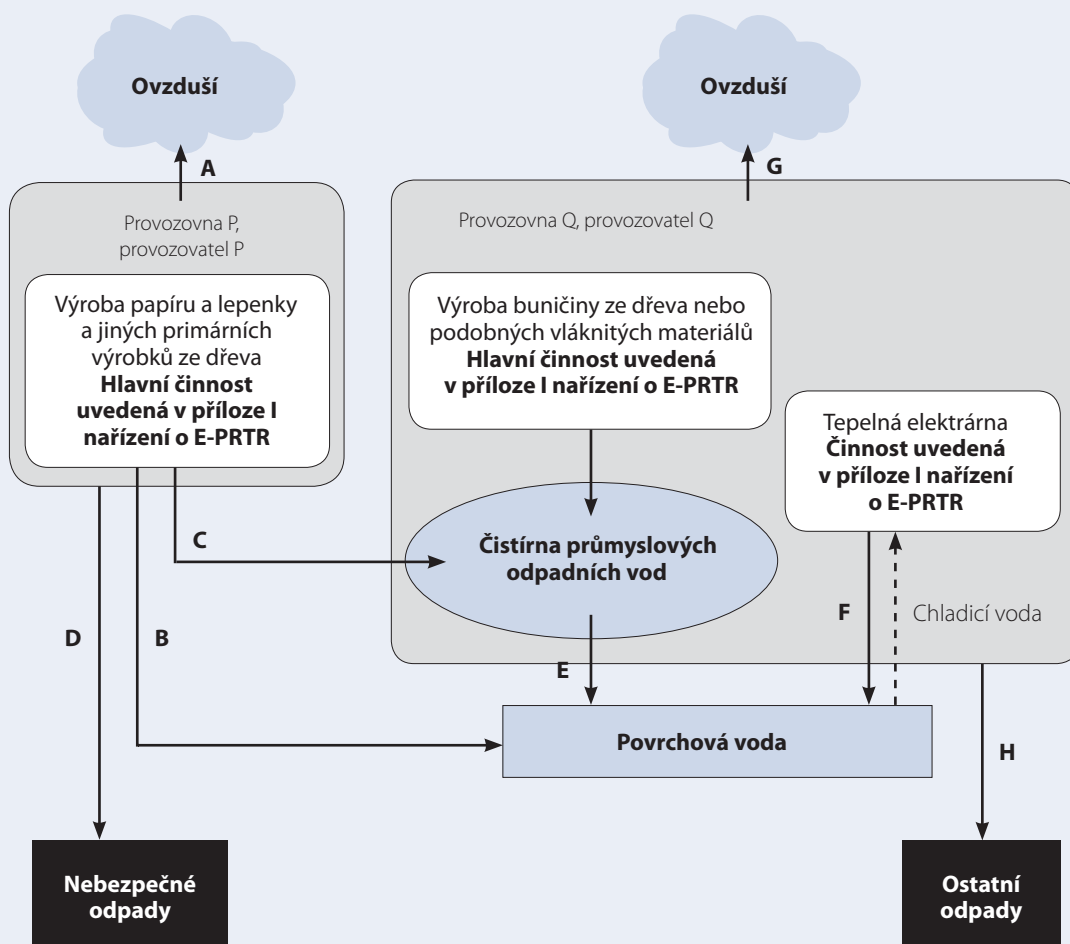 Ovzduší
Ovzduší
A
G
Provozovna P,
provozovatel P
Provozovna Q, provozovatel Q
Výroba papíru a lepenky
a jiných primárních
výrobků ze dřeva
Hlavní činnost
uvedená v příloze I
nařízení o E-PRTR
Výroba buničiny ze dřeva nebo
podobných vláknitých materiálů
Hlavní činnost uvedená
v příloze I nařízení o E-PRTR
Tepelná elektrárna
Činnost uvedená
v příloze I nařízení
o E-PRTR
C
Čistírna průmyslových
odpadních vod
D
B
F
Chladicí voda
E
Povrchová voda
H
Nebezpečné
odpady
Ostatní
odpady